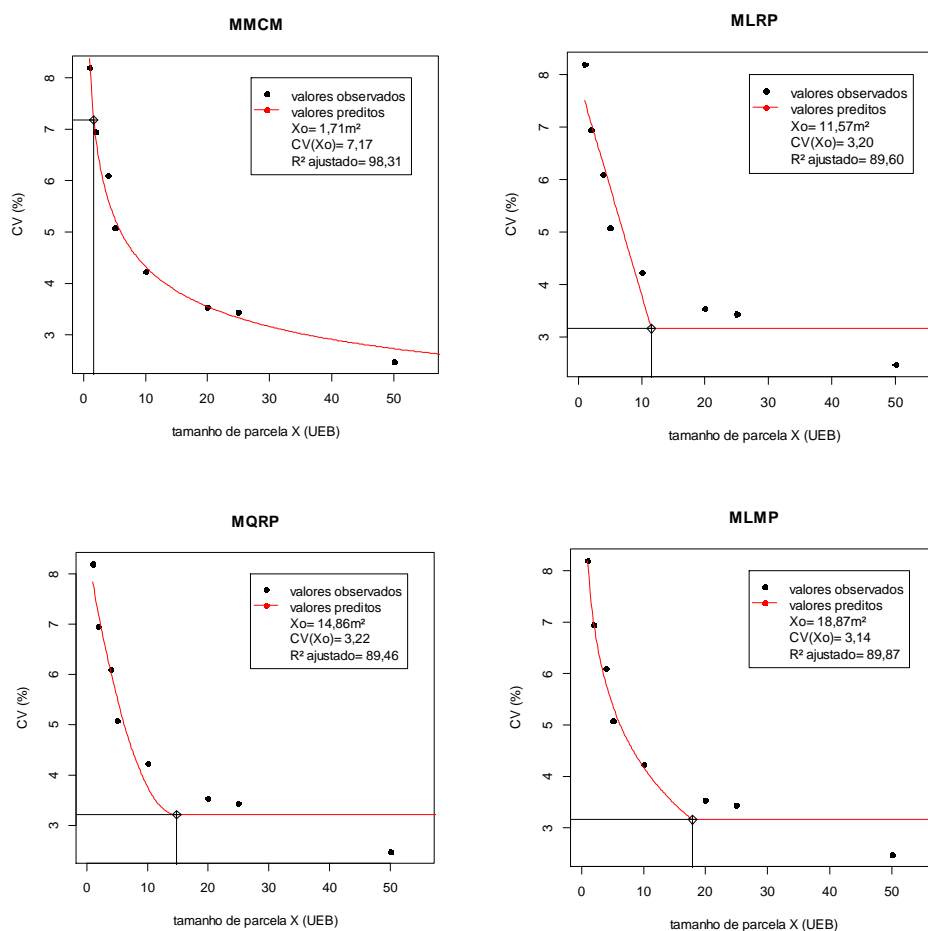 MMCM
8
7
6
5
4
3
CV (%)
valores observados
valores preditos
Xo= 1,71m²
CV(Xo)= 7,17
R² ajustado= 98,31
0 10 20 30 40 50
tamanho de parcela X (UEB)
MLRP
8
7
6
5
4
3
CV (%)
valores observados
valores preditos
Xo= 11,57m²
CV(Xo)= 3,20
R² ajustado= 89,60
0 10 20 30 40 50
tamanho de parcela X (UEB)
MQRP
8
7
6
5
4
3
CV (%)
valores observados
valores preditos
Xo= 14,86m²
CV(Xo)= 3,22
R² ajustado= 89,46
0 10 20 30 40 50
tamanho de parcela X (UEB)
MLMP
8
7
6
5
4
3
CV (%)
valores observados
valores preditos
Xo= 18,87m²
CV(Xo)= 3,14
R² ajustado= 89,87
0 10 20 30 40 50
tamanho de parcela X (UEB)